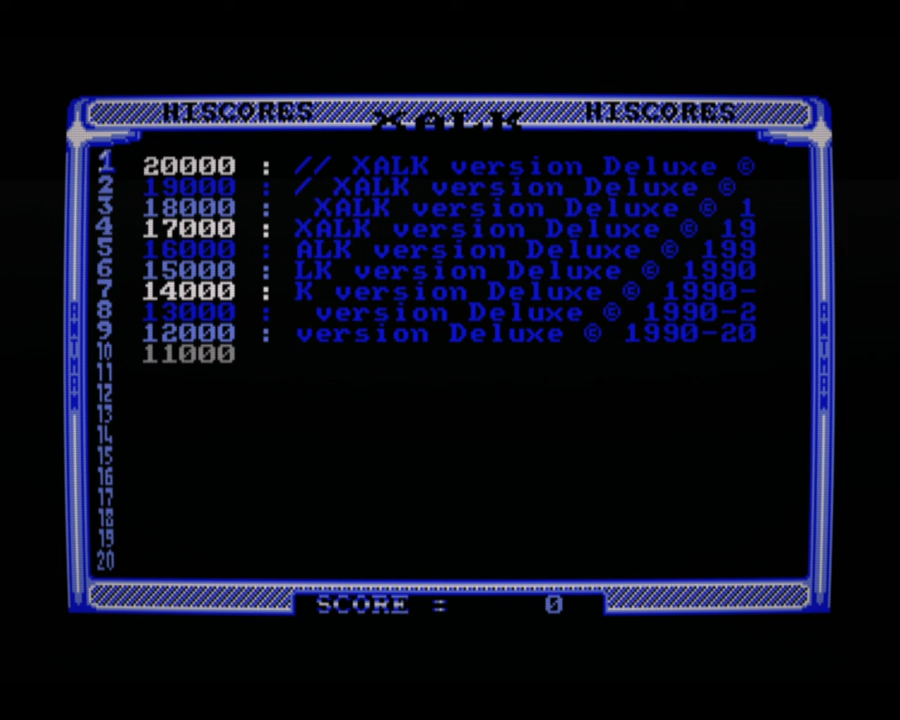 HISCORES XALK HISCORES
1 20000 : // XALK version Deluxe ©
2 19000 : / XALK version Deluxe ©
3 18000 : XALK version Deluxe © 1
4 17000 : XALK version Deluxe © 19
5 16000 : ALK version Deluxe © 199
6 15000 : LK version Deluxe © 1990
7 14000 : K version Deluxe © 1990-
8 13000 : version Deluxe © 1990-2
9 12000 : version Deluxe © 1990-20
10 11000
11
12
13
14
15
16
17
18
19
20
ANTMAN
ANTMAN
SCORE = 0